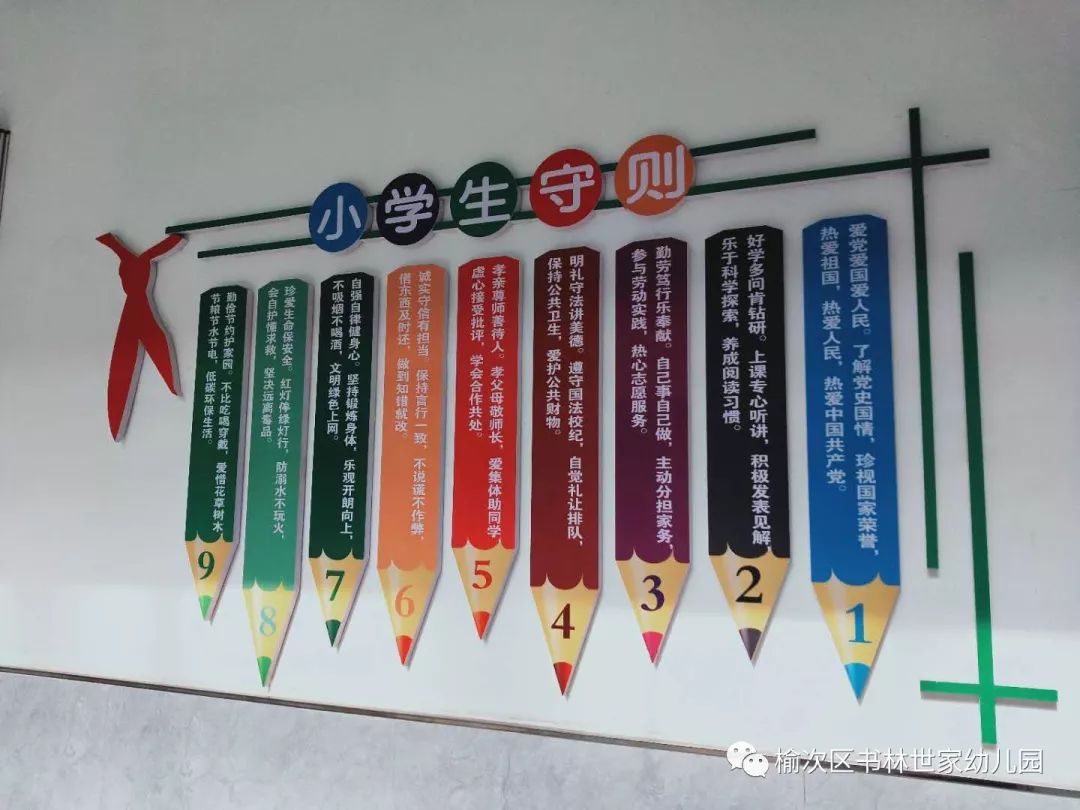 小学生守则
爱党爱国爱人民。了解党史国情，珍视国家荣誉，
热爱祖国，热爱人民，热爱中国共产党。
1
好学多问肯钻研。上课专心听讲，积极发表见解，
乐于科学探索，养成阅读习惯。
2
勤劳笃行乐奉献。自己事自己做，主动分担家务，
参与劳动实践，热心志愿服务。
3
明礼守法讲美德。遵守国法校纪，自觉礼让排队，
保持公共卫生，爱护公共财物。
4
孝亲尊师善待人。孝父母敬师长，爱集体助同学，
虚心接受批评，学会合作共处。
5
诚实守信有担当。保持言行一致，不说谎不作弊，
借东西及时还，做到知错就改。
6
自强自律健身心。坚持锻炼身体，乐观开朗向上，
不吸烟不喝酒，文明绿色上网。
7
珍爱生命保安全。红灯停绿灯行，防溺水不玩火，
会自护懂求救，坚决远离毒品。
8
勤俭节约护家园。不比吃喝穿戴，爱惜花草树木
节粮节水节电，低碳环保生活。
9
榆次区书林世家幼儿园